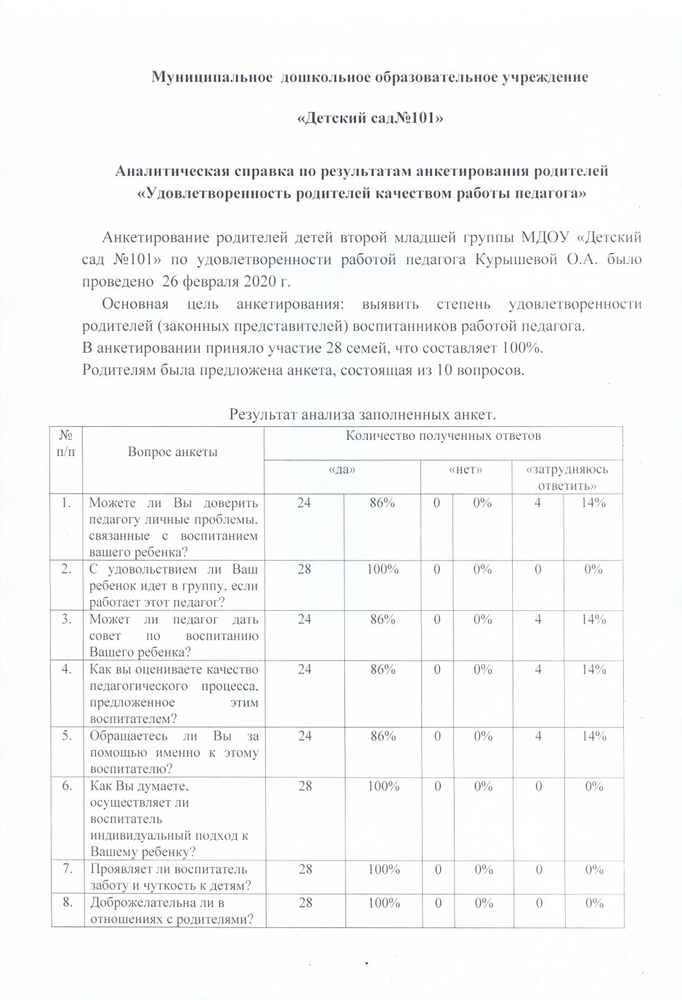 Муниципальное дошкольное образовательное учреждение
«Детский сад№101»
Аналитическая справка по результатам анкетирования родителей
«Удовлетворенность родителей качеством работы педагога»
Анкетирование родителей детей второй младшей группы МДОУ «Детский
сад №101» по удовлетворенности работой педагога Курышевой О.А. было
проведено 26 февраля 2020 г.
Основная цель анкетирования: выявить степень удовлетворенности
родителей (законных представителей) воспитанников работой педагога.
В анкетировании приняло участие 28 семей, что составляет 100%.
Родителям была предложена анкета, состоящая из 10 вопросов.
Результат анализа заполненных анкет.
№ Количество полученных ответов
п/п Вопрос анкеты
«да» «нет» «затрудняюсь
ответить»
1. Можете ли Вы доверить 24 86% 0 0% 4 14%
педагогу личные проблемы,
связанные с воспитанием
вашего ребенка?
2. С удовольствием ли Ваш 28 100% 0 0% 0 0%
ребенок идет в группу, если
работает этот педагог?
3. Может ли педагог дать 24 86% 0 0% 4 14%
совет по воспитанию
Вашего ребенка?
4. Как вы оцениваете качество 24 86% 0 0% 4 14%
педагогического процесса,
предложенное этим
воспитателем?
5. Обращаетесь ли Вы за 24 86% 0 0% 4 14%
помощью именно к этому
воспитателю?
6. Как Вы думаете, 28 100% 0 0% 0 0%
осуществляет ли
воспитатель
индивидуальный подход к
Вашему ребенку?
7. Проявляет ли воспитатель 28 100% 0 0% 0 0%
заботу и чуткость к детям?
8. Доброжелательна ли в 28 100% 0 0% 0 0%
отношениях с родителями?